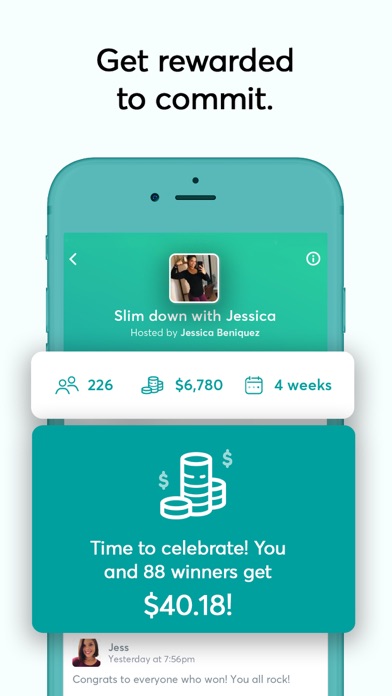 Get rewarded
to commit.
Slim down with Jessica
Hosted by Jessica Beniquez
226 $6,780 4 weeks
$ $
Time to celebrate! You
and 88 winners get
$40.18!
Jess
Yesterday at 7:56pm
Congrats to everyone who won! You all rock!